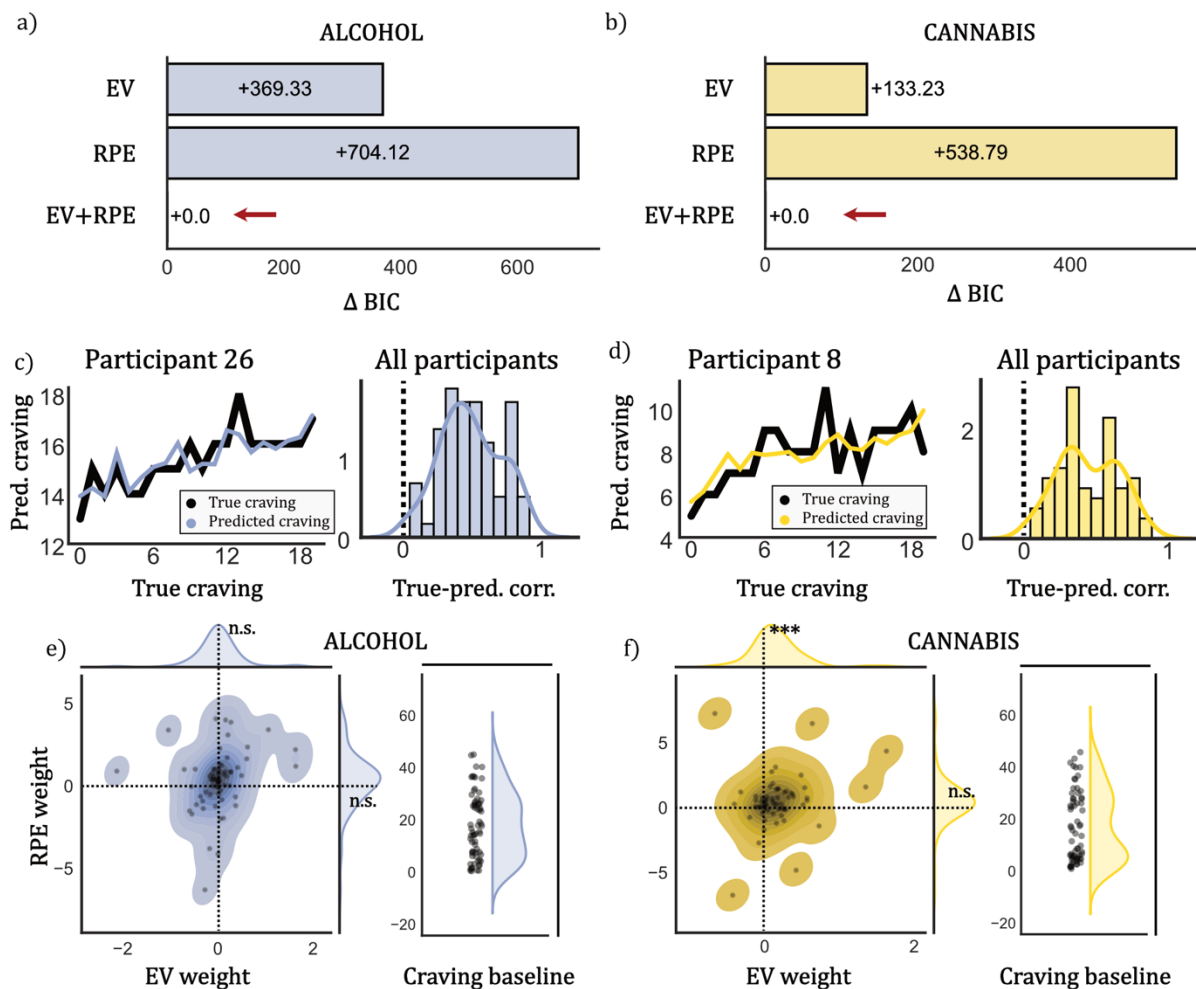 a)
ALCOHOL
EV
+369.33
RPE
+704.12
EV+RPE
+0.0
0 200 400 600
Δ BIC
b)
CANNABIS
EV
+133.23
RPE
+538.79
EV+RPE
+0.0
0 200 400
Δ BIC
c)
Participant 26
Pred. craving
18
16
14
12
True craving
Predicted craving
0 6 12 18
True craving
All participants
1
0
0 1
True-pred. corr.
d)
Participant 8
Pred. craving
10
8
6
4
True craving
Predicted craving
0 6 12 18
True craving
All participants
2
0
0 1
True-pred. corr.
e)
ALCOHOL
n.s.
RPE weight
5
0
−5
n.s.
−2 0 2
EV weight
60
40
20
0
−20
Craving baseline
f)
CANNABIS
***
5
0
−5
n.s.
0 2
EV weight
60
40
20
0
−20
Craving baseline